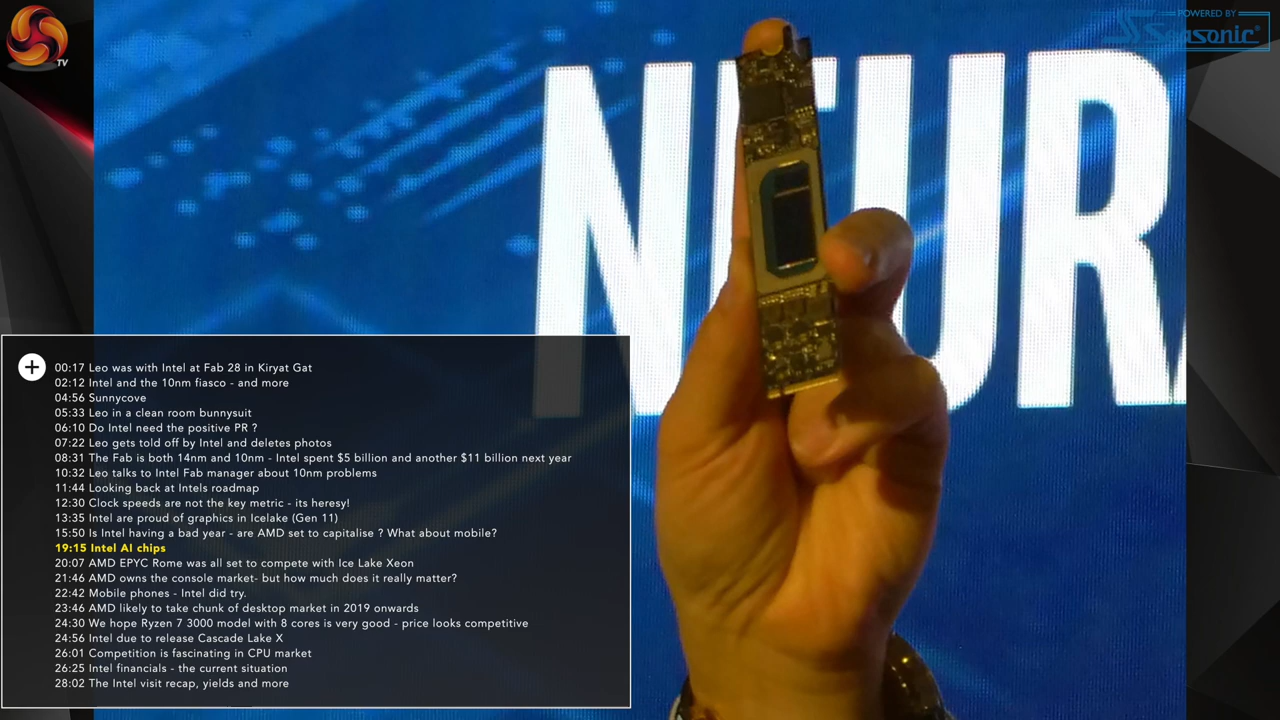 TV
POWERED BY
Seasonic
NEUR
00:17 Leo was with Intel at Fab 28 in Kiryat Gat
02:12 Intel and the 10nm fiasco - and more
04:56 Sunnycove
05:33 Leo in a clean room bunnysuit
06:10 Do Intel need the positive PR ?
07:22 Leo gets told off by Intel and deletes photos
08:31 The Fab is both 14nm and 10nm - Intel spent $5 billion and another $11 billion next year
10:32 Leo talks to Intel Fab manager about 10nm problems
11:44 Looking back at Intels roadmap
12:30 Clock speeds are not the key metric - its heresy!
13:35 Intel are proud of graphics in Icelake (Gen 11)
15:50 Is Intel having a bad year - are AMD set to capitalise ? What about mobile?
19:15 Intel AI chips
20:07 AMD EPYC Rome was all set to compete with Ice Lake Xeon
21:46 AMD owns the console market- but how much does it really matter?
22:42 Mobile phones - Intel did try.
23:46 AMD likely to take chunk of desktop market in 2019 onwards
24:30 We hope Ryzen 7 3000 model with 8 cores is very good - price looks competitive
24:56 Intel due to release Cascade Lake X
26:01 Competition is fascinating in CPU market
26:25 Intel financials - the current situation
28:02 The Intel visit recap, yields and more